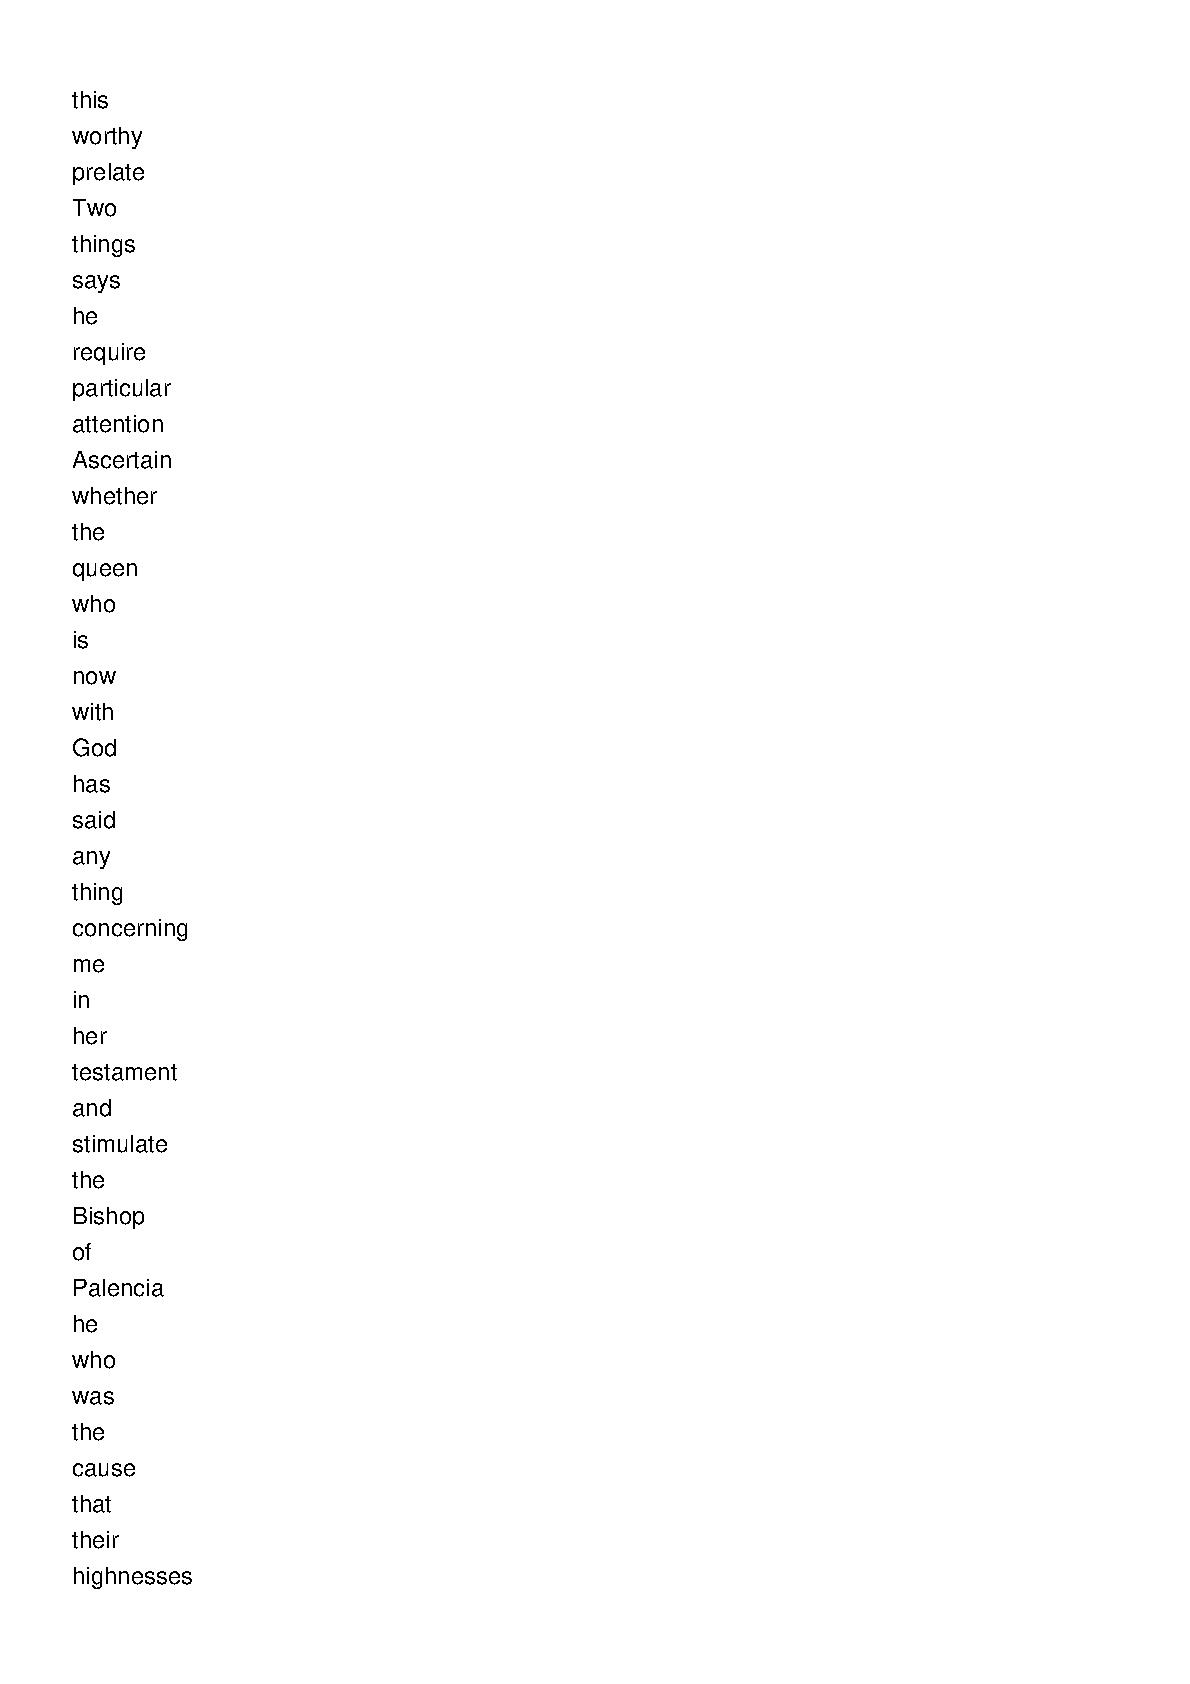 this
worthy
prelate
Two
things
says
he
require
particular
attention
Ascertain
whether
the
queen
who
is
now
with
God
has
said
any
thing
concerning
me
in
her
testament
and
stimulate
the
Bishop
of
Palencia
he
who
was
the
cause
that
their
highnesses